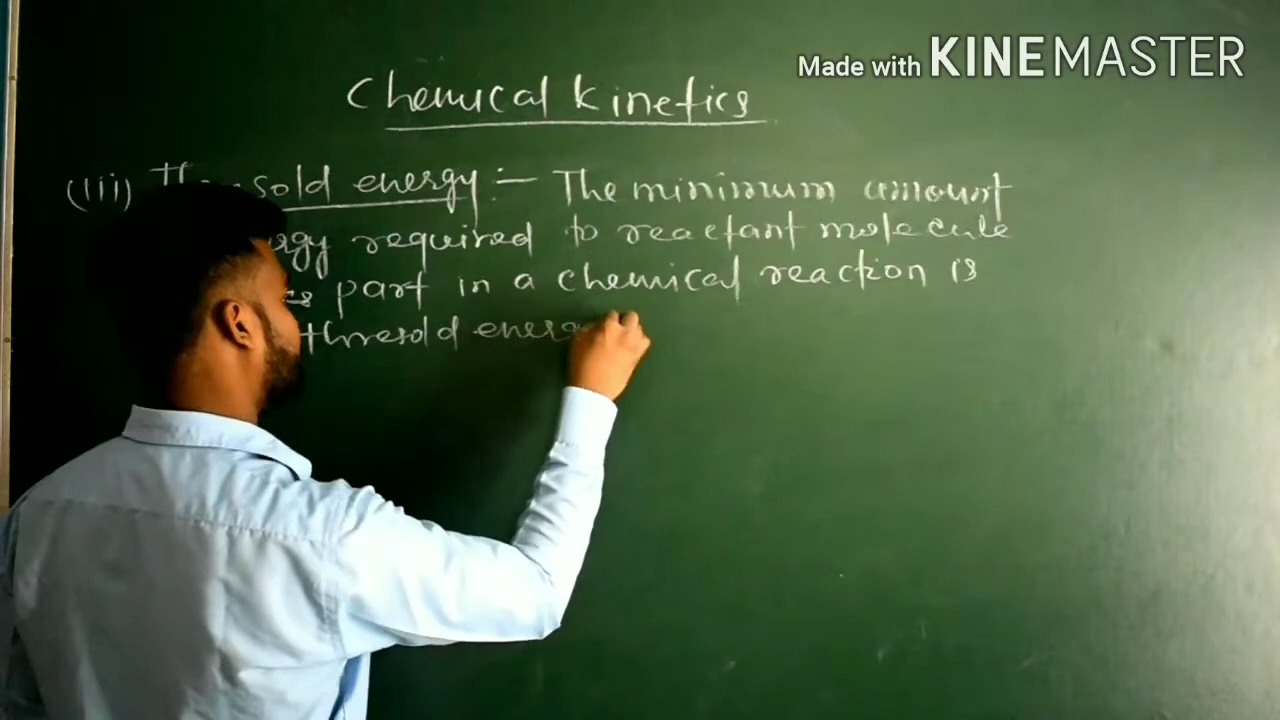 Made with KINEMASTER
Chemical Kinetics
(iii) sold energy :- The minimum amount
required to reactant molecule
part in a chemical reaction is
thresold